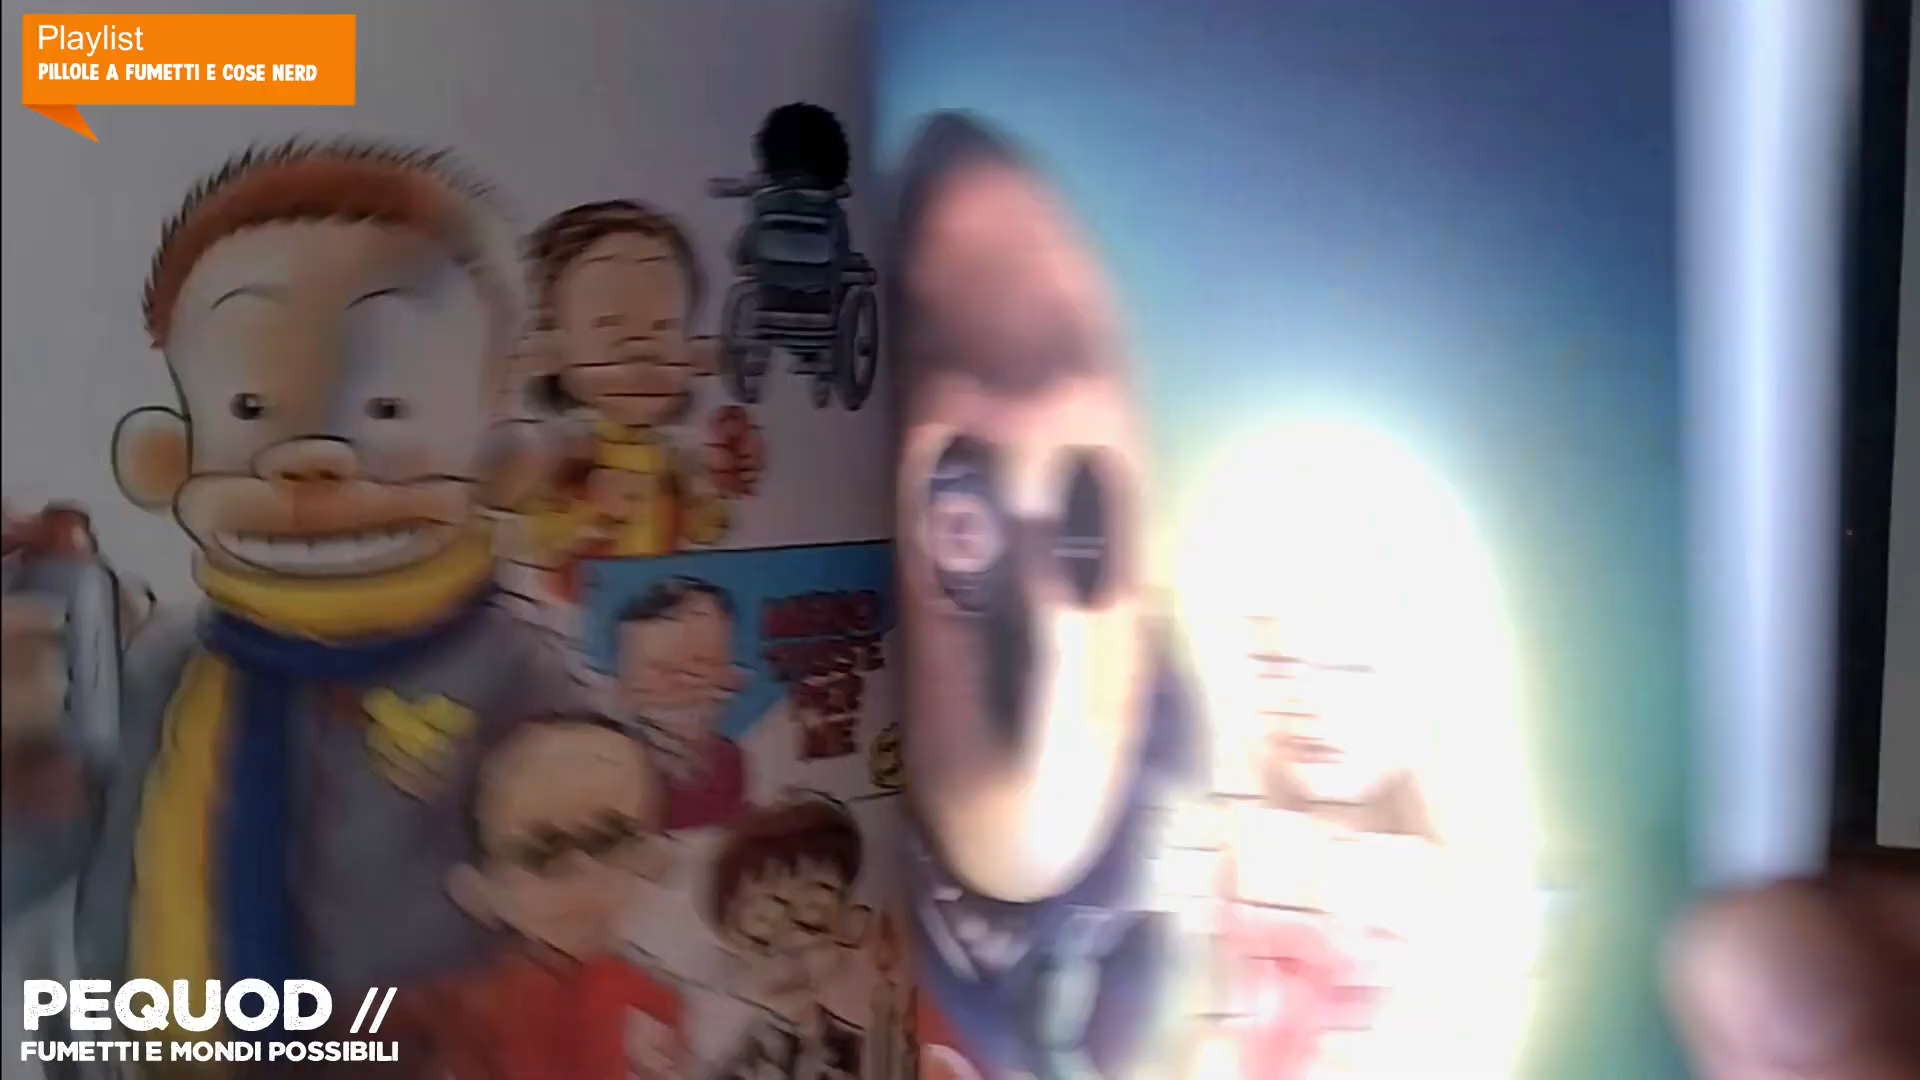 Playlist
PILLOLE A FUMETTI E COSE NERD
PEQUOD //
FUMETTI E MONDI POSSIBILI